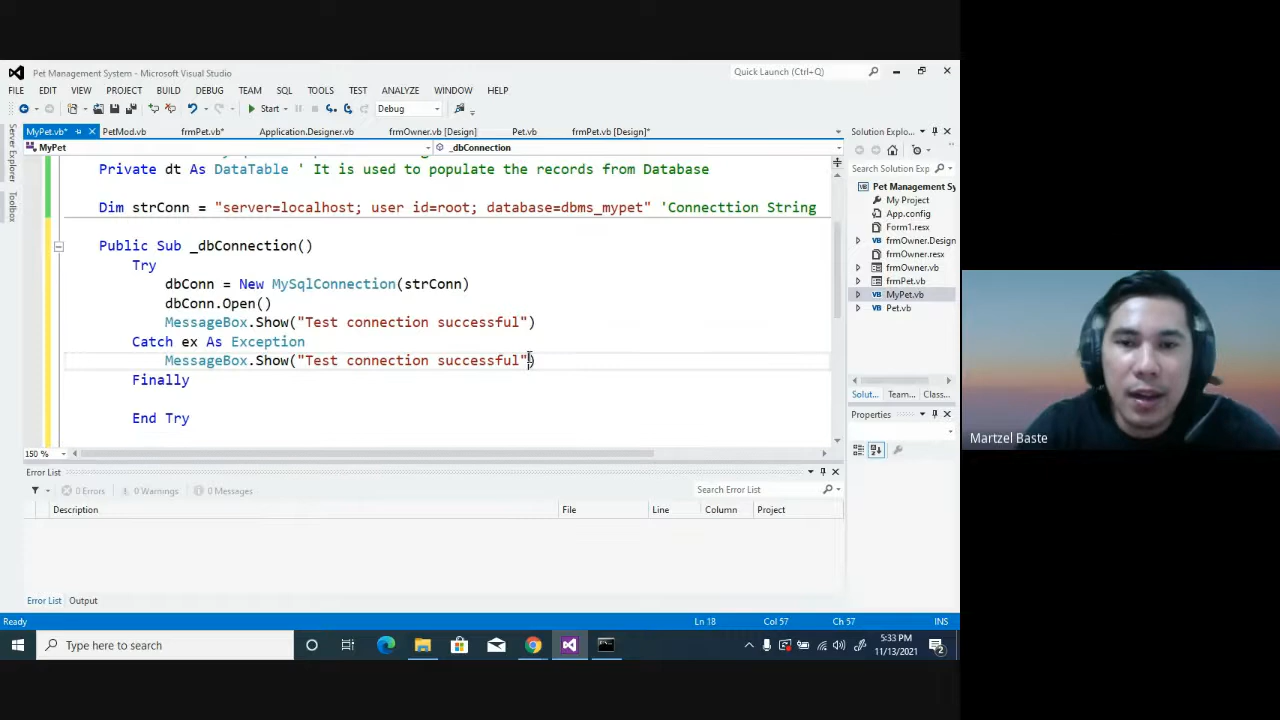 Pet Management System - Microsoft Visual Studio
Quick Launch (Ctrl+Q)
FILE EDIT VIEW PROJECT BUILD DEBUG TEAM SQL TOOLS TEST ANALYZE WINDOW HELP
Start Debug
MyPet.vb* PetMod.vb frmPet.vb* Application.Designer.vb frmOwner.vb [Design] Pet.vb frmPet.vb [Design]*
MyPet _dbConnection
Server Explorer
Toolbox
Private dt As DataTable ' It is used to populate the records from Database
Dim strConn = "server=localhost; user id=root; database=dbms_mypet" 'Connecttion String
Public Sub _dbConnection()
Try
dbConn = New MySqlConnection(strConn)
dbConn.Open()
MessageBox.Show("Test connection successful")
Catch ex As Exception
MessageBox.Show("Test connection successful")
Finally
End Try
150 %
Error List
0 Errors 0 Warnings 0 Messages
Search Error List
Description File Line Column Project
Error List Output
Solution Explo...
Search Solution Exp
Pet Management Sy
My Project
App.config
Form1.resx
frmOwner.Design
frmOwner.resx
frmOwner.vb
frmPet.vb
MyPet.vb
Pet.vb
Solut... Team... Class...
Properties
Ready Ln 18 Col 57 Ch 57 INS
Type here to search
5:33 PM
11/13/2021
2
Martzel Baste